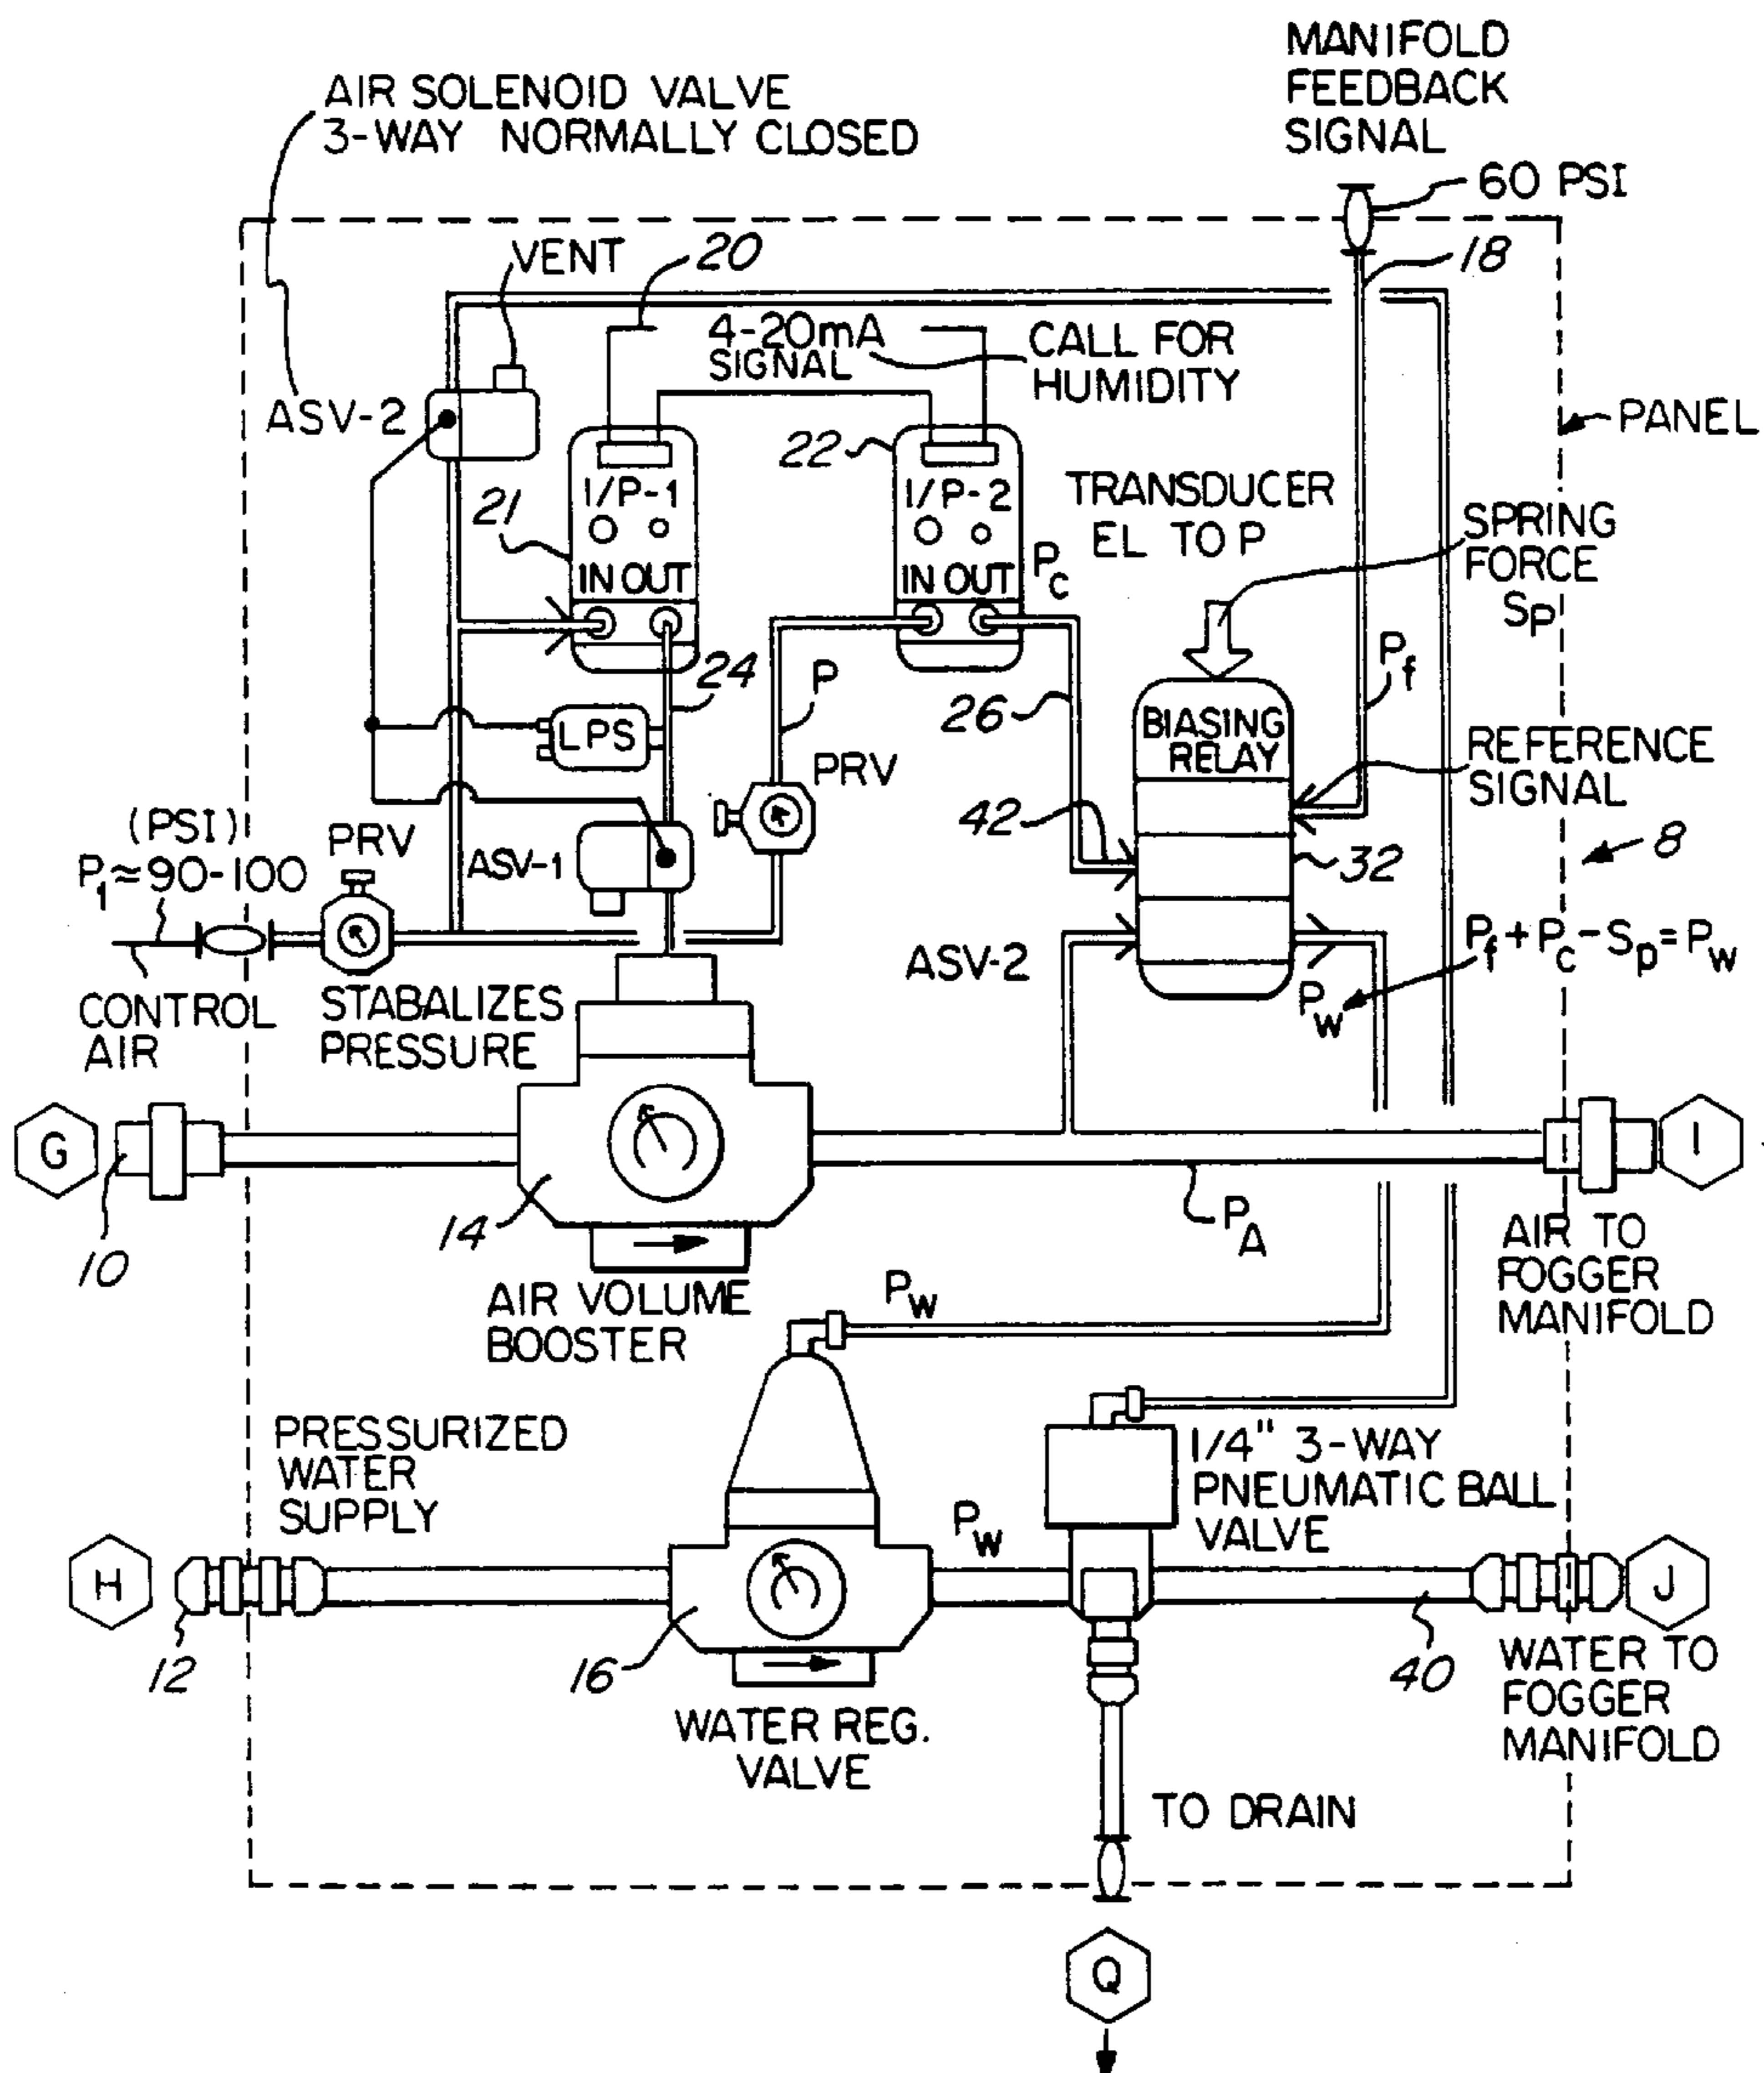 MANIFOLD
FEEDBACK
SIGNAL
AIR SOLENOID VALVE
3-WAY NORMALLY CLOSED
60 PSI
VENT
20
18
4-20mA
SIGNAL
CALL FOR
HUMIDITY
ASV-2
PANEL
22
21
I/P-1
IN OUT
I/P-2
IN OUT
TRANSDUCER
EL TO P
Pc
SPRING
FORCE
Sp
24
P
26
Pf
LPS
BIASING
RELAY
REFERENCE
SIGNAL
PRV
42
8
(PSI)
P1≈90-100
PRV
ASV-1
32
ASV-2
Pf+Pc-Sp=Pw
Pw
CONTROL
AIR
STABALIZES
PRESSURE
G
I
10
14
PA
AIR TO
FOGGER
MANIFOLD
AIR VOLUME
BOOSTER
Pw
PRESSURIZED
WATER
SUPPLY
1/4" 3-WAY
PNEUMATIC BALL
VALVE
Pw
H
J
12
16
40
WATER TO
FOGGER
MANIFOLD
WATER REG.
VALVE
TO DRAIN
Q